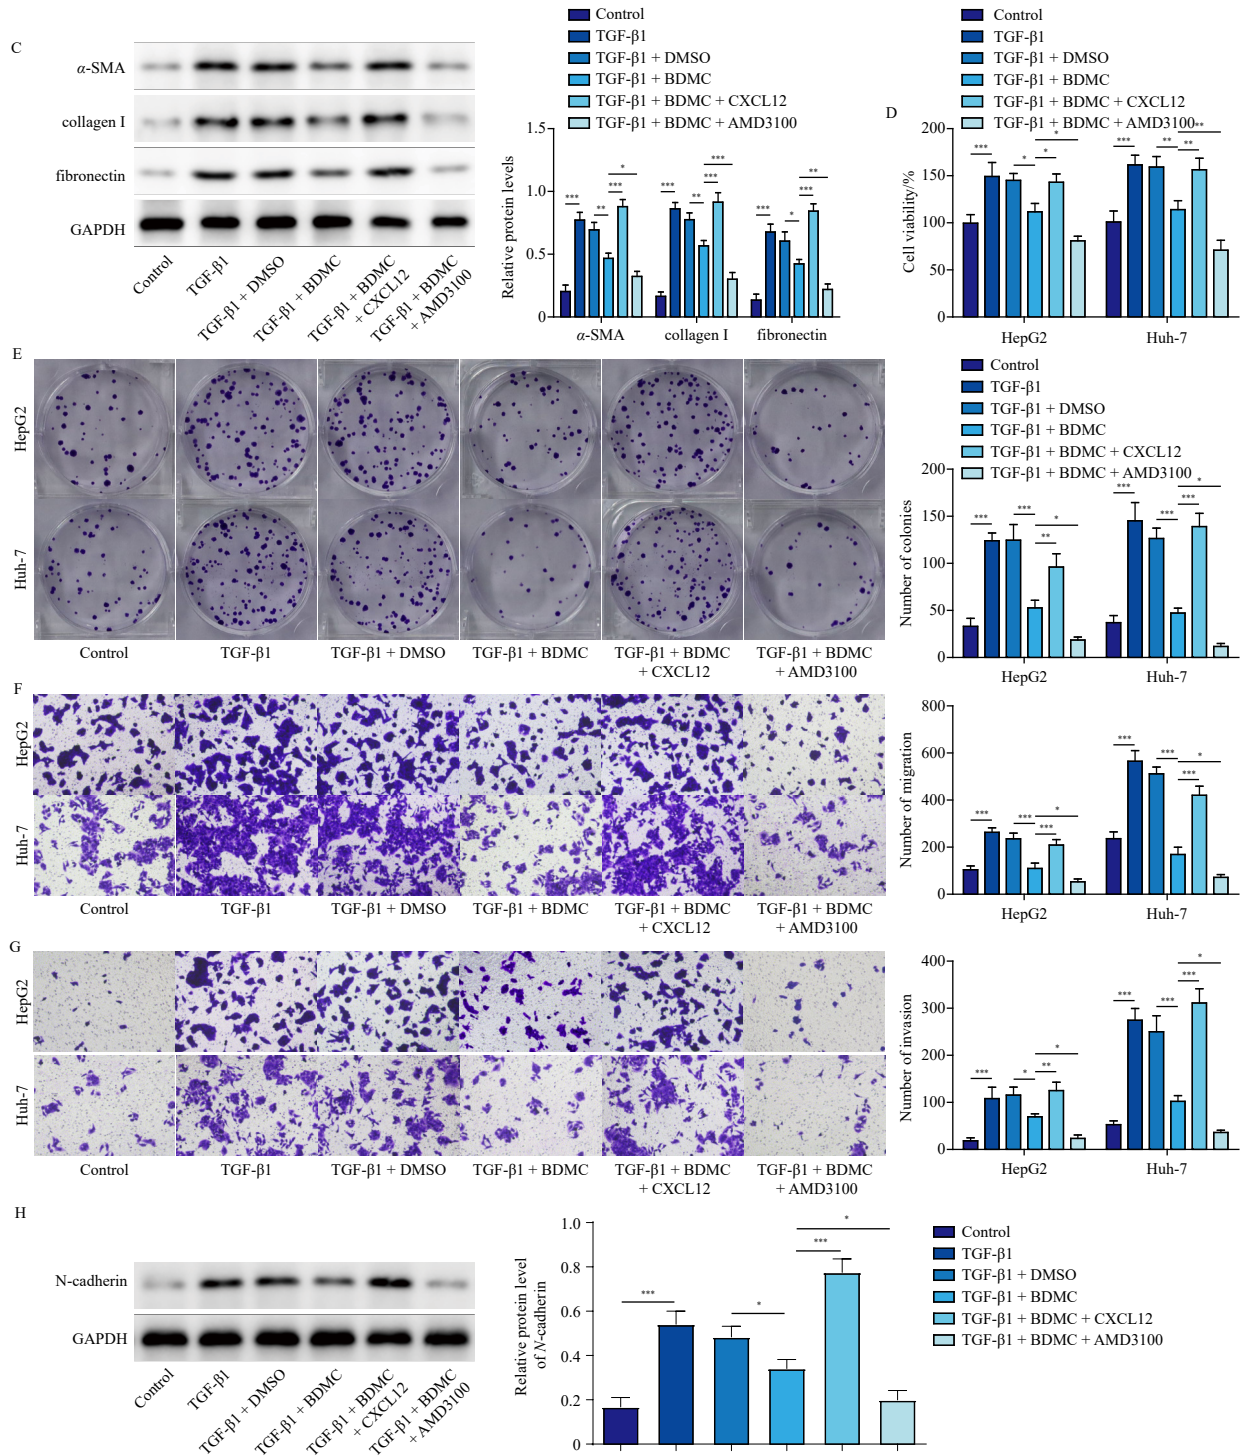 C
α-SMA
collagen I
fibronectin
GAPDH
Control
TGF-β1
TGF-β1 + DMSO
TGF-β1 + BDMC
TGF-β1 + BDMC
+ CXCL12
TGF-β1 + BDMC
+ AMD3100
Control
TGF-β1
TGF-β1 + DMSO
TGF-β1 + BDMC
TGF-β1 + BDMC + CXCL12
TGF-β1 + BDMC + AMD3100
Relative protein levels
1.5
1.0
0.5
0
*** ** *** *
*** ** *** ***
*** * *** **
α-SMA collagen I fibronectin
D
Control
TGF-β1
TGF-β1 + DMSO
TGF-β1 + BDMC
TGF-β1 + BDMC + CXCL12
TGF-β1 + BDMC + AMD3100
Cell viability/%
200
150
100
50
0
*** * * *
*** ** ** **
HepG2 Huh-7
E
HepG2
Huh-7
Control TGF-β1 TGF-β1 + DMSO TGF-β1 + BDMC TGF-β1 + BDMC TGF-β1 + BDMC
+ CXCL12 + AMD3100
Control
TGF-β1
TGF-β1 + DMSO
TGF-β1 + BDMC
TGF-β1 + BDMC + CXCL12
TGF-β1 + BDMC + AMD3100
Number of colonies
200
150
100
50
0
*** *** ** *
*** *** *** *
HepG2 Huh-7
F
HepG2
Huh-7
Control TGF-β1 TGF-β1 + DMSO TGF-β1 + BDMC TGF-β1 + BDMC TGF-β1 + BDMC
+ CXCL12 + AMD3100
Number of migration
800
600
400
200
0
*** *** *** *
*** *** *** *
HepG2 Huh-7
G
HepG2
Huh-7
Control TGF-β1 TGF-β1 + DMSO TGF-β1 + BDMC TGF-β1 + BDMC TGF-β1 + BDMC
+ CXCL12 + AMD3100
Number of invasion
400
300
200
100
0
*** * ** *
*** *** *** *
HepG2 Huh-7
H
N-cadherin
GAPDH
Control
TGF-β1
TGF-β1 + DMSO
TGF-β1 + BDMC
TGF-β1 + BDMC
+ CXCL12
TGF-β1 + BDMC
+ AMD3100
Relative protein level
of N-cadherin
1.0
0.8
0.6
0.4
0.2
0
*** * *** *
Control
TGF-β1
TGF-β1 + DMSO
TGF-β1 + BDMC
TGF-β1 + BDMC + CXCL12
TGF-β1 + BDMC + AMD3100